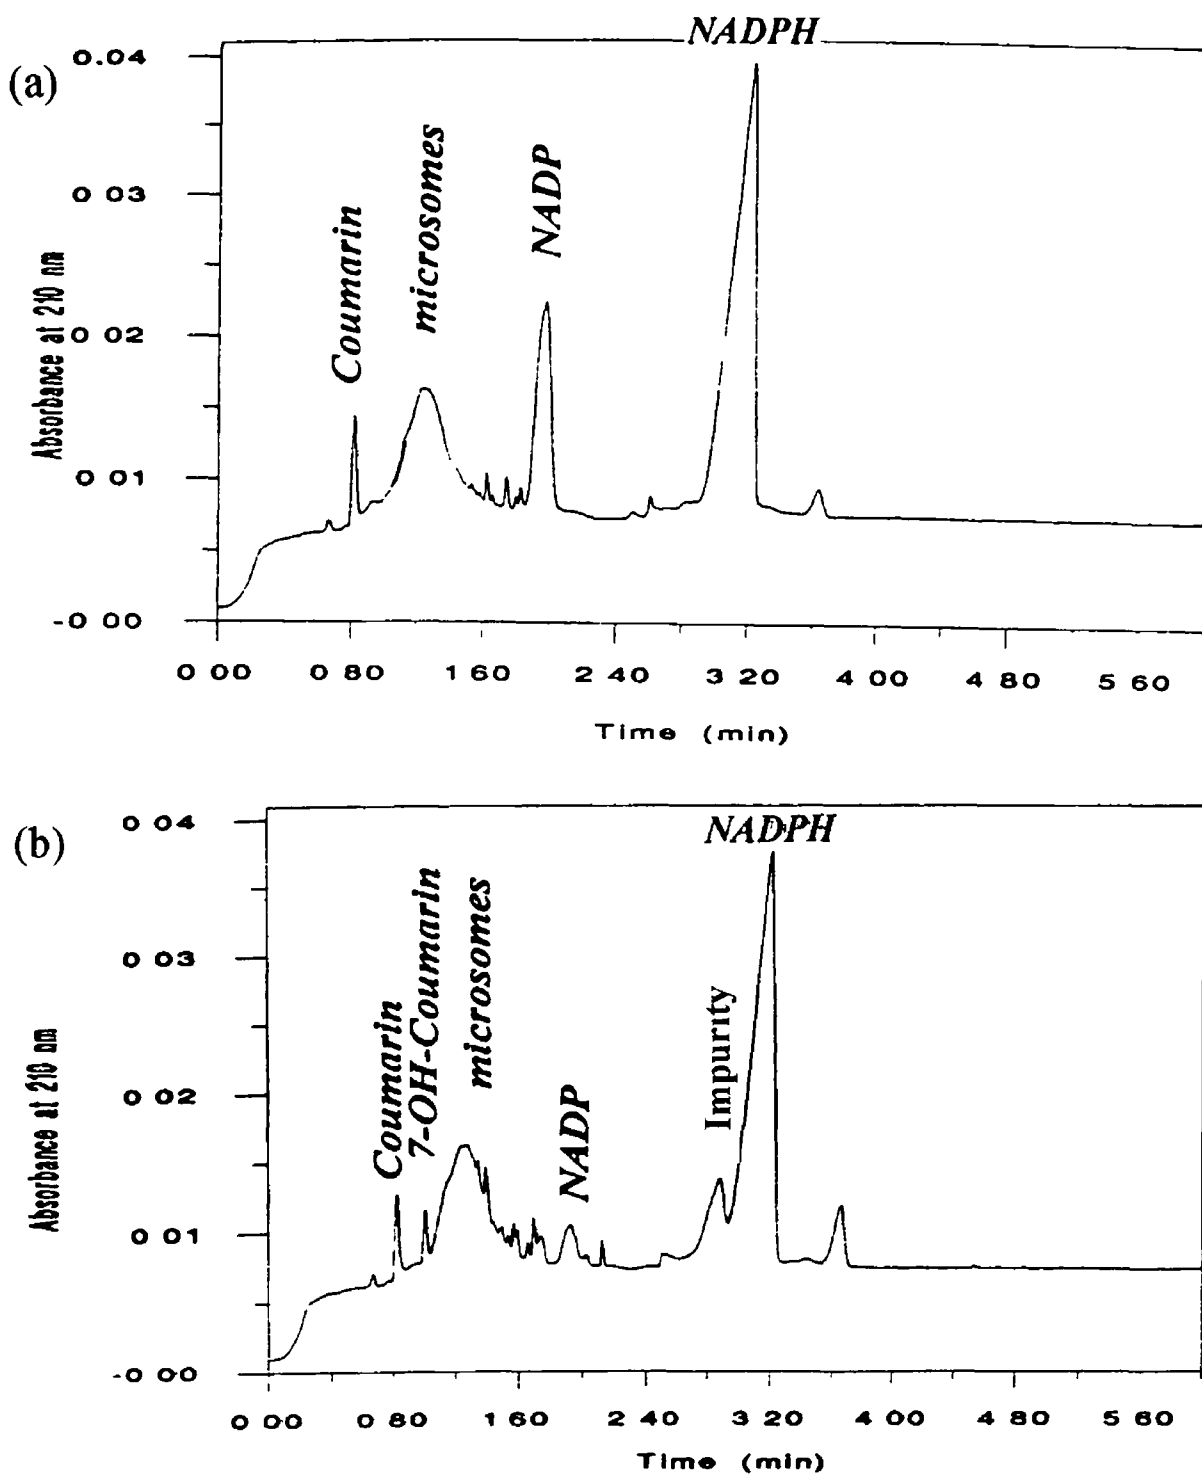 (a)
NADPH
0.04
0 03
0 02
0 01
-0 00
Absorbance at 210 nm
Coumarin
microsomes
NADP
0 00 0 80 1 60 2 40 3 20 4 00 4 80 5 60
Time (min)
(b)
NADPH
0 04
0 03
0 02
0 01
-0 00
Absorbance at 210 nm
Coumarin
7-OH-Coumarin
microsomes
NADP
Impurity
0 00 0 80 1 60 2 40 3 20 4 00 4 80 5 60
Time (min)